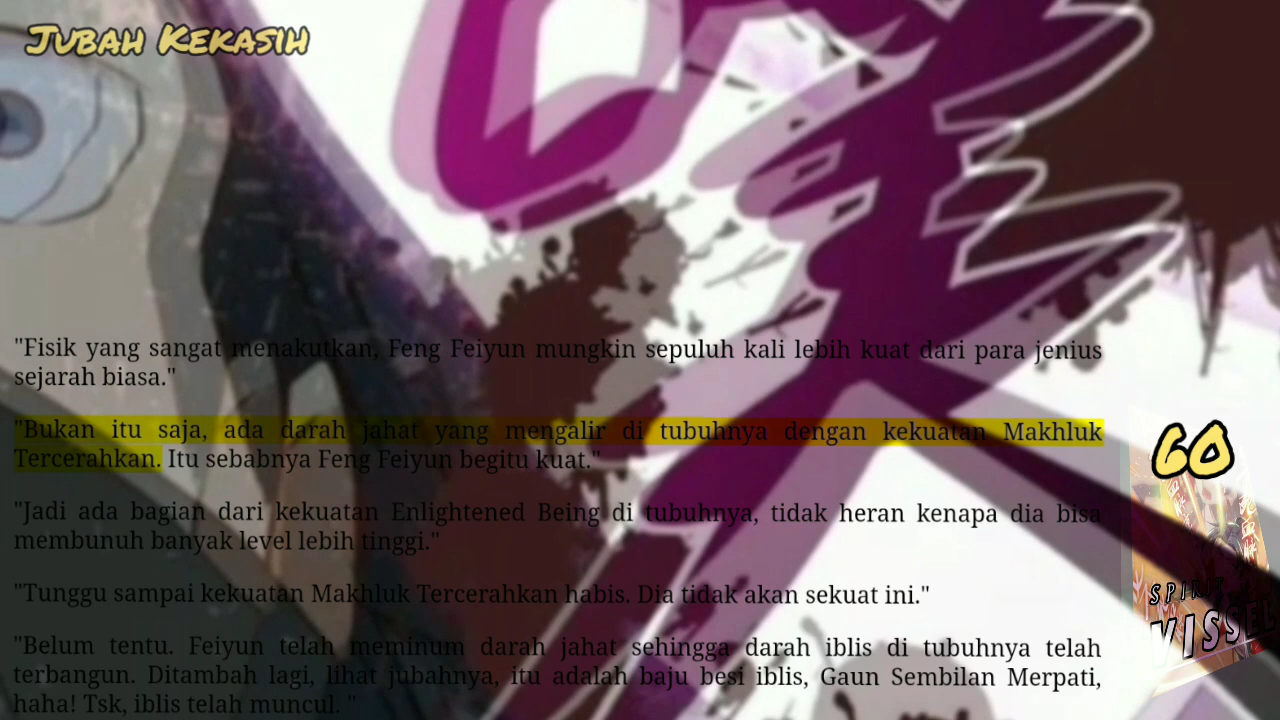 Jubah Kekasih
"Fisik yang sangat menakutkan, Feng Feiyun mungkin sepuluh kali lebih kuat dari para jenius
sejarah biasa."
"Bukan itu saja, ada darah jahat yang mengalir di tubuhnya dengan kekuatan Makhluk
Tercerahkan. Itu sebabnya Feng Feiyun begitu kuat."
"Jadi ada bagian dari kekuatan Enlightened Being di tubuhnya, tidak heran kenapa dia bisa
membunuh banyak level lebih tinggi."
"Tunggu sampai kekuatan Makhluk Tercerahkan habis. Dia tidak akan sekuat ini."
"Belum tentu. Feiyun telah meminum darah jahat sehingga darah iblis di tubuhnya telah
terbangun. Ditambah lagi, lihat jubahnya, itu adalah baju besi iblis, Gaun Sembilan Merpati,
haha! Tsk, iblis telah muncul. "
60
SPIRIT
VISSEL